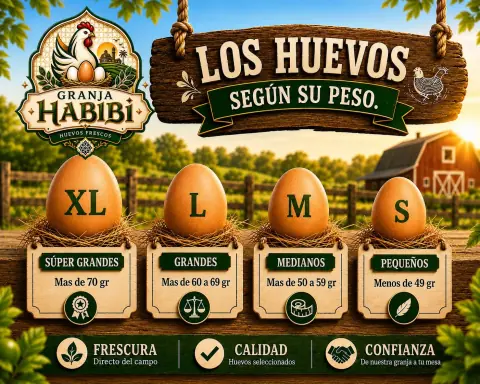 GRANJA
HABIBI
HUEVOS FRESCOS
LOS HUEVOS
SEGÚN SU PESO.
XL
L
M
S
SÚPER GRANDES
Mas de 70 gr
GRANDES
Mas de 60 a 69 gr
MEDIANOS
Mas de 50 a 59 gr
PEQUEÑOS
Menos de 49 gr
FRESCURA
Directo del campo
CALIDAD
Huevos seleccionados
CONFIANZA
De nuestra granja a tu mesa